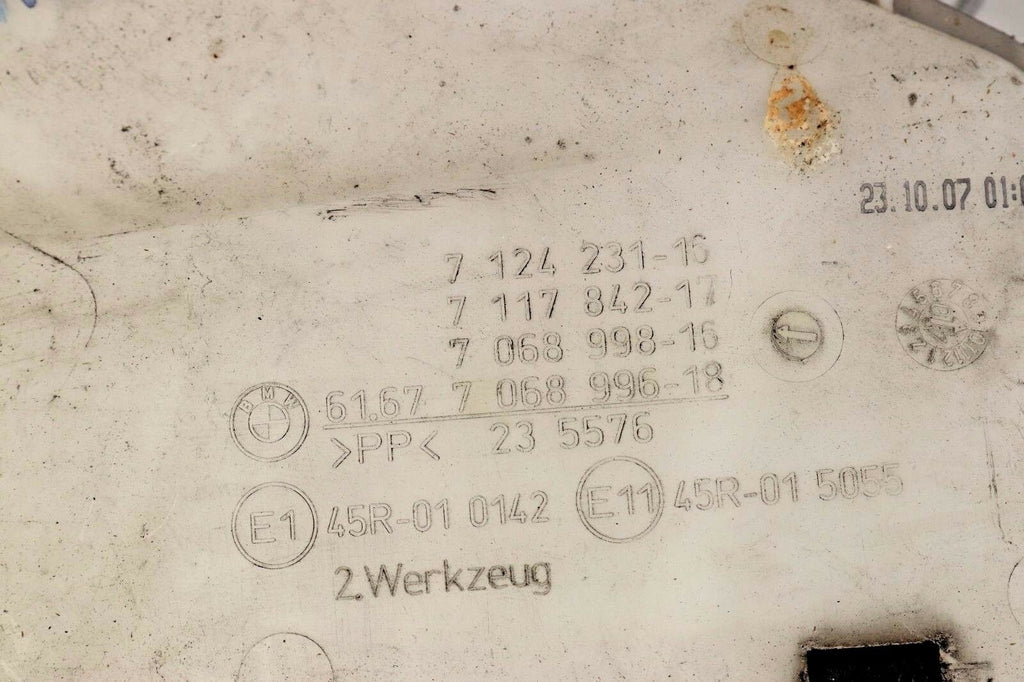 23.10.07 01:
7 124 231-16
7 117 842-17
7 068 998-16
BMW 61.67 7 068 996-18
>PP< 23 5576
E1 45R-01 0142 E11 45R-01 5055
2.Werkzeug
f